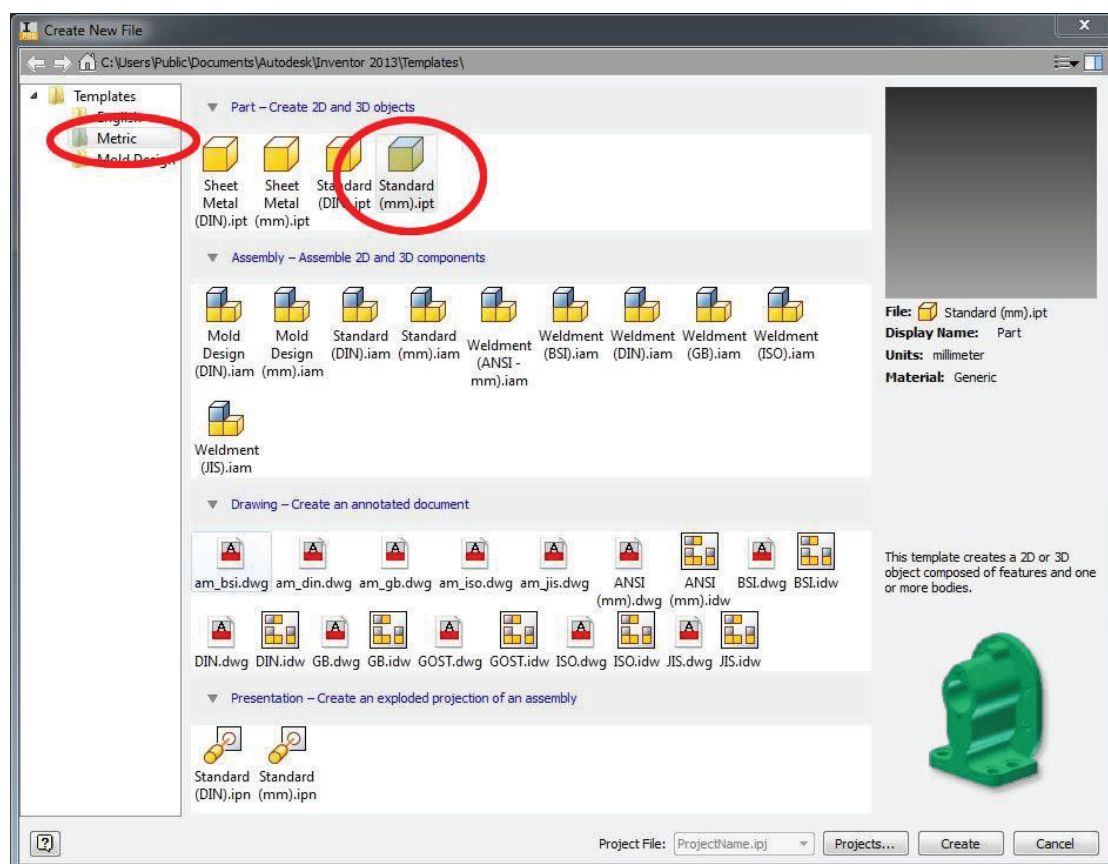 Create New File
C:\Users\Public\Documents\Autodesk\Inventor 2013\Templates\
Templates
English
Metric
Mold Design
Part – Create 2D and 3D objects
Sheet Metal (DIN).ipt
Sheet Metal (mm).ipt
Standard (DIN).ipt
Standard (mm).ipt
Assembly – Assemble 2D and 3D components
Mold Design (DIN).iam
Mold Design (mm).iam
Standard (DIN).iam
Standard (mm).iam
Weldment (ANSI - mm).iam
Weldment (BSI).iam
Weldment (DIN).iam
Weldment (GB).iam
Weldment (ISO).iam
Weldment (JIS).iam
Drawing – Create an annotated document
am_bsi.dwg am_din.dwg am_gb.dwg am_iso.dwg am_jis.dwg ANSI (mm).dwg ANSI (mm).idw BSI.dwg BSI.idw
DIN.dwg DIN.idw GB.dwg GB.idw GOST.dwg GOST.idw ISO.dwg ISO.idw JIS.dwg JIS.idw
Presentation – Create an exploded projection of an assembly
Standard (DIN).ipn
Standard (mm).ipn
File: Standard (mm).ipt
Display Name: Part
Units: millimeter
Material: Generic
This template creates a 2D or 3D
object composed of features and one
or more bodies.
Project File: ProjectName.ipj Projects... Create Cancel